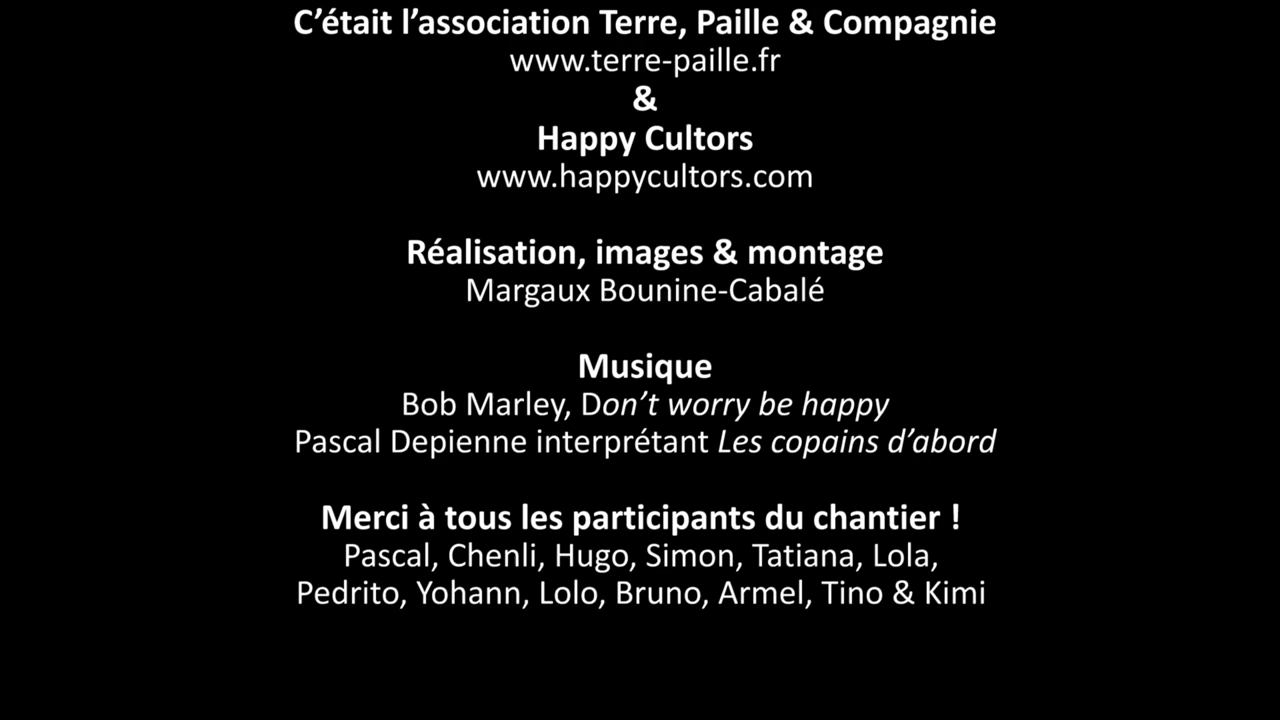 C’était l’association Terre, Paille & Compagnie
www.terre-paille.fr
&
Happy Cultors
www.happycultors.com
Réalisation, images & montage
Margaux Bounine-Cabalé
Musique
Bob Marley, Don’t worry be happy
Pascal Depienne interprétant Les copains d’abord
Merci à tous les participants du chantier !
Pascal, Chenli, Hugo, Simon, Tatiana, Lola,
Pedrito, Yohann, Lolo, Bruno, Armel, Tino & Kimi